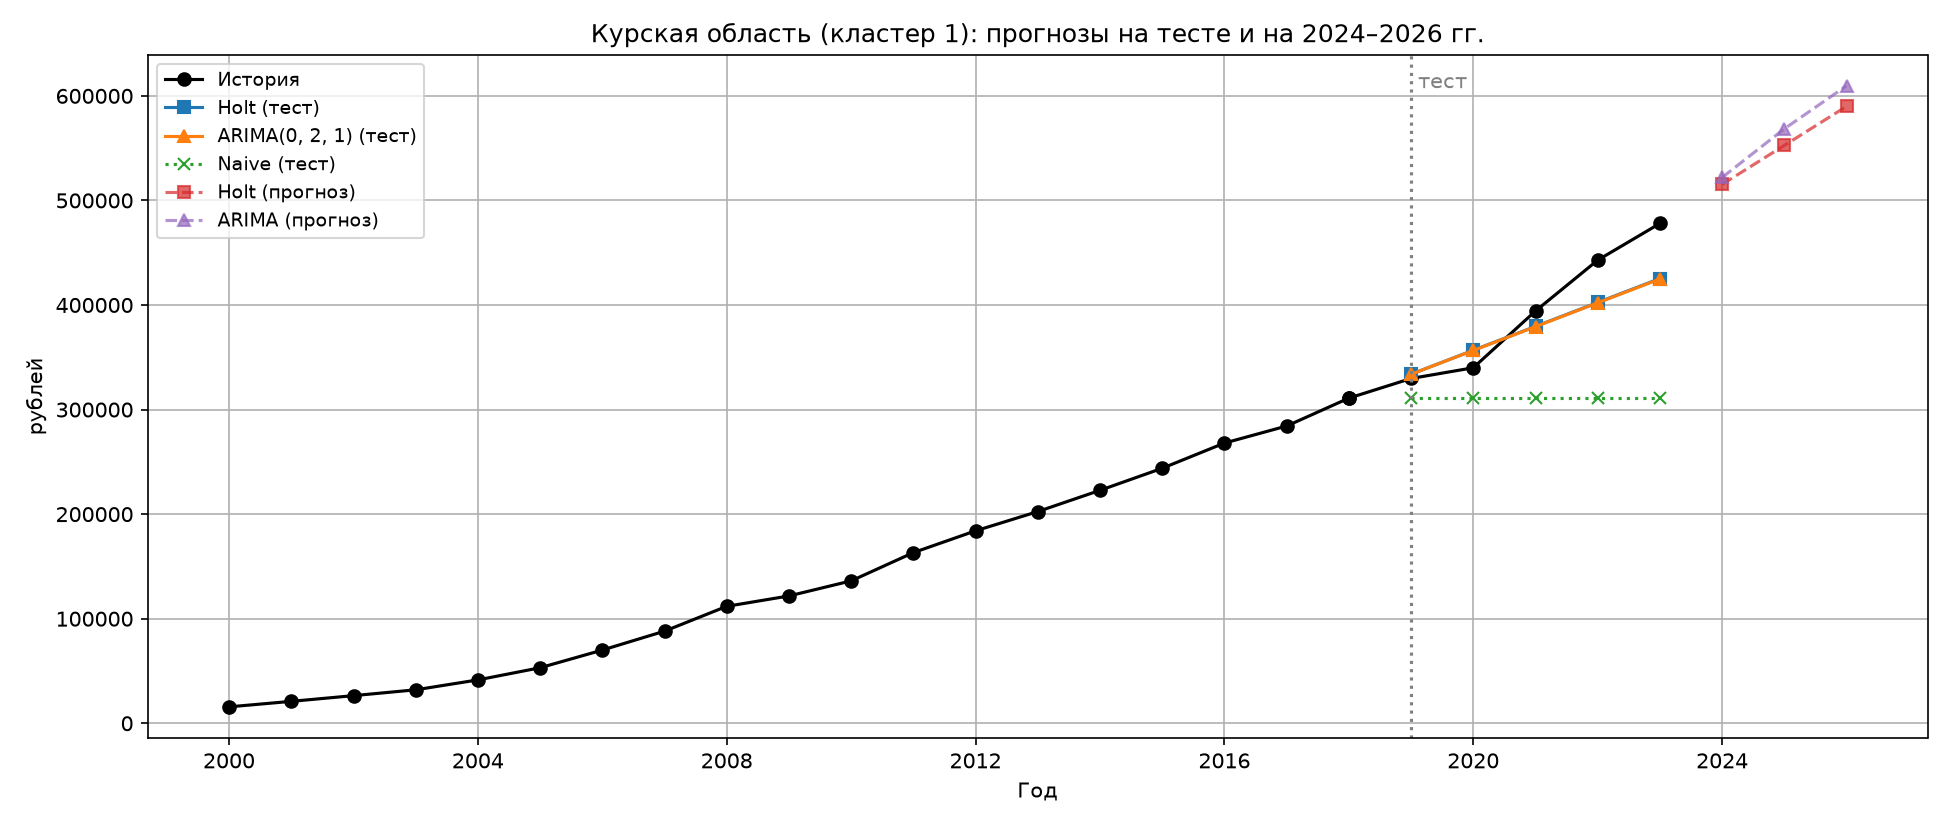 Курская область (кластер 1): прогнозы на тесте и на 2024–2026 гг.
История
Holt (тест)
ARIMA(0, 2, 1) (тест)
Naive (тест)
Holt (прогноз)
ARIMA (прогноз)
тест
600000
500000
400000
300000
200000
100000
0
рублей
2000 2004 2008 2012 2016 2020 2024
Год